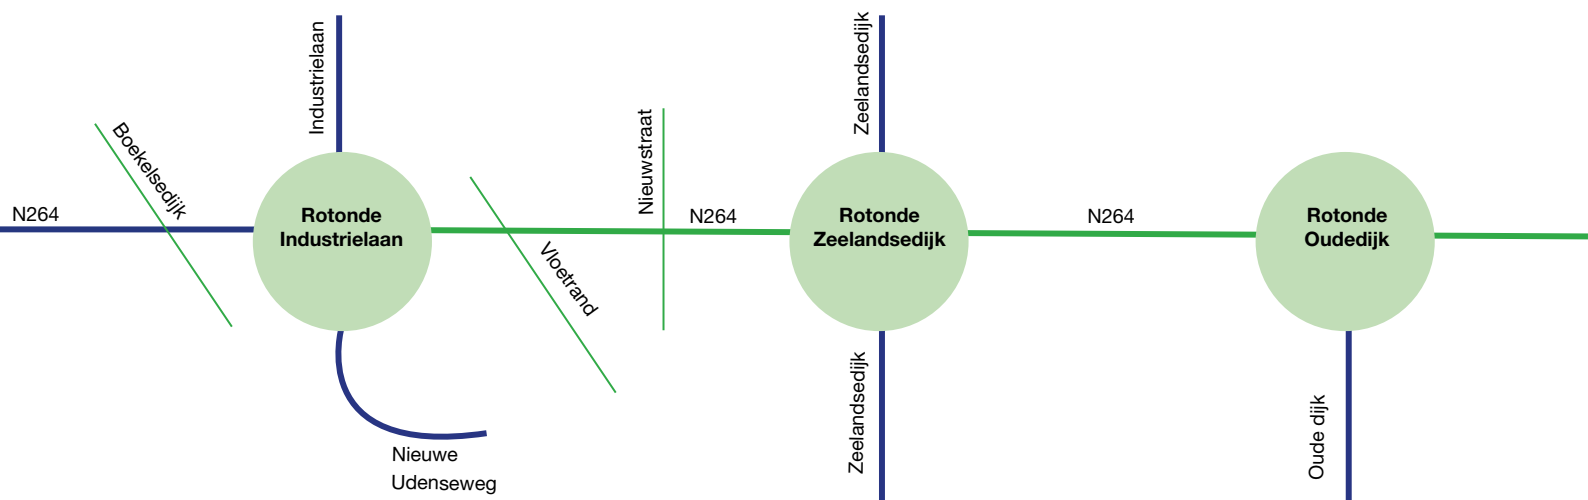 Industrielaan
Zeelandsedijk
Boekelsedijk
Nieuwstraat
N264
Rotonde
Industrielaan
N264
Rotonde
Zeelandsedijk
N264
Rotonde
Oudedijk
Vloetrand
Zeelandsedijk
Oude dijk
Nieuwe
Udenseweg